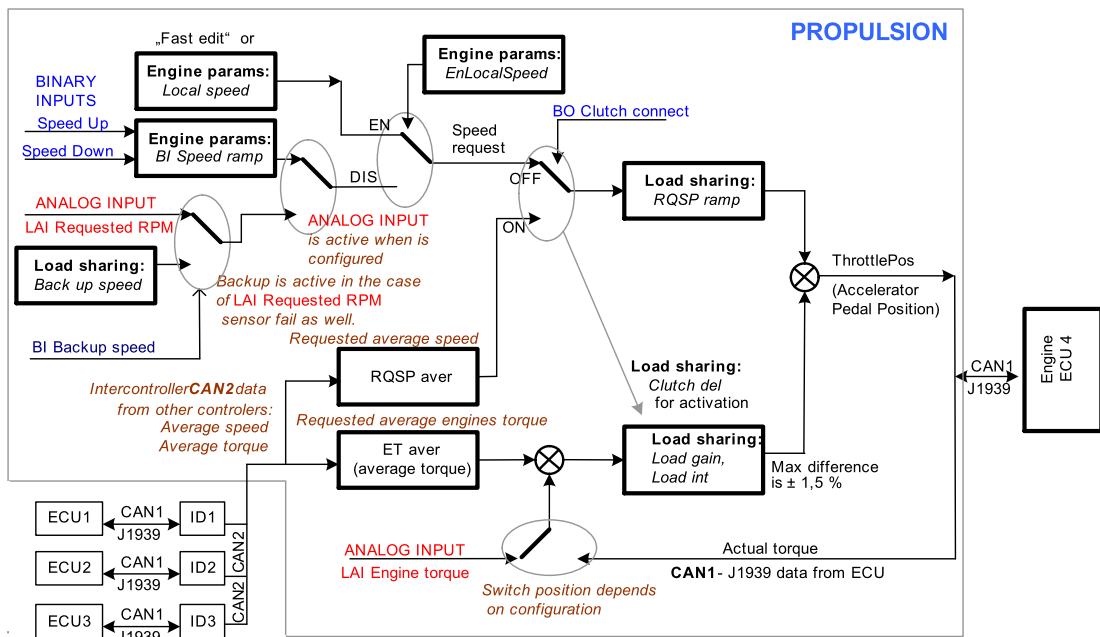 PROPULSION
„Fast edit“ or
Engine params:
Local speed
Engine params:
EnLocalSpeed
BINARY
INPUTS
Speed Up
Speed Down
Engine params:
BI Speed ramp
EN
DIS
Speed
request
BO Clutch connect
OFF
ON
Load sharing:
RQSP ramp
ANALOG INPUT
LAI Requested RPM
Load sharing:
Back up speed
BI Backup speed
ANALOG INPUT
is active when is
configured
Backup is active in the case
of LAI Requested RPM
sensor fail as well.
Requested average speed
RQSP aver
ThrottlePos
(Accelerator
Pedal Position)
CAN1
J1939
Engine
ECU 4
Intercontroller CAN2 data
from other controlers:
Average speed
Average torque
Requested average engines torque
ET aver
(average torque)
Load sharing:
Clutch del
for activation
Load sharing:
Load gain,
Load int
Max difference
is ± 1,5 %
ECU1
CAN1
J1939
ID1
ECU2
CAN1
J1939
ID2
ECU3
CAN1
J1939
ID3
CAN2
CAN2
ANALOG INPUT
LAI Engine torque
Actual torque
CAN1- J1939 data from ECU
Switch position depends
on configuration